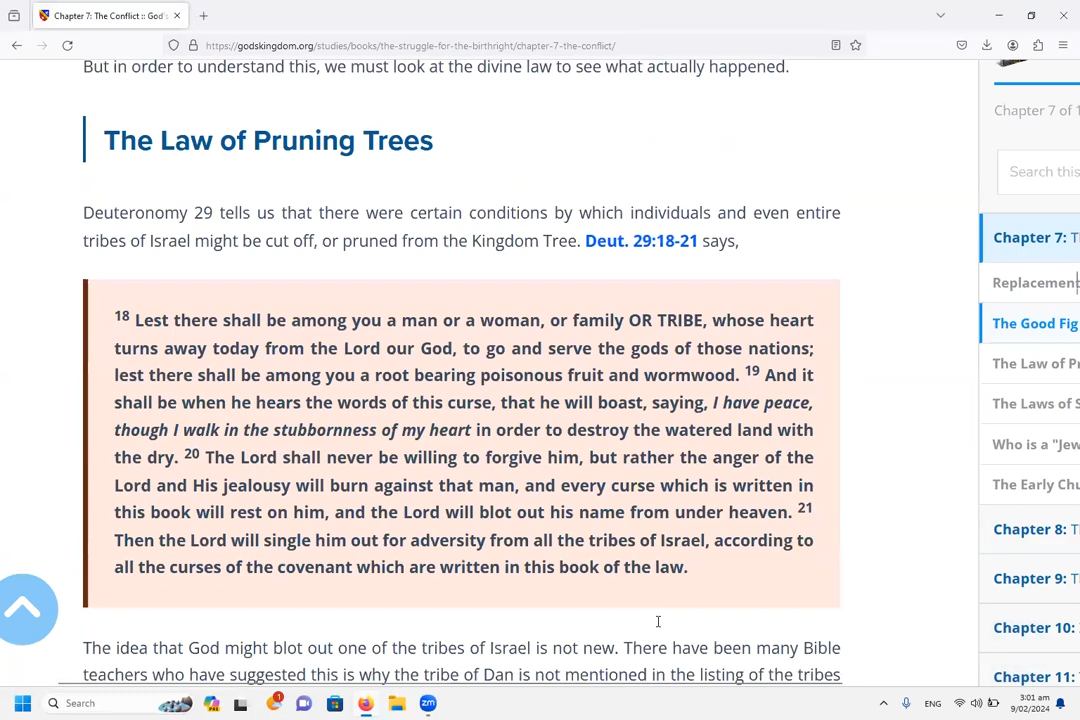 Chapter 7: The Conflict :: God's
https://godskingdom.org/studies/books/the-struggle-for-the-birthright/chapter-7-the-conflict/
But in order to understand this, we must look at the divine law to see what actually happened.
The Law of Pruning Trees
Deuteronomy 29 tells us that there were certain conditions by which individuals and even entire
tribes of Israel might be cut off, or pruned from the Kingdom Tree. Deut. 29:18-21 says,
18 Lest there shall be among you a man or a woman, or family OR TRIBE, whose heart
turns away today from the Lord our God, to go and serve the gods of those nations;
lest there shall be among you a root bearing poisonous fruit and wormwood. 19 And it
shall be when he hears the words of this curse, that he will boast, saying, I have peace,
though I walk in the stubbornness of my heart in order to destroy the watered land with
the dry. 20 The Lord shall never be willing to forgive him, but rather the anger of the
Lord and His jealousy will burn against that man, and every curse which is written in
this book will rest on him, and the Lord will blot out his name from under heaven. 21
Then the Lord will single him out for adversity from all the tribes of Israel, according to
all the curses of the covenant which are written in this book of the law.
The idea that God might blot out one of the tribes of Israel is not new. There have been many Bible
teachers who have suggested this is why the tribe of Dan is not mentioned in the listing of the tribes
Chapter 7 of 1
Search this
Chapter 7: T
Replacement
The Good Fig
The Law of P
The Laws of S
Who is a "Jew
The Early Chu
Chapter 8: T
Chapter 9: T
Chapter 10:
Chapter 11:
Search
1
zm
ENG
3:01 am
9/02/2024